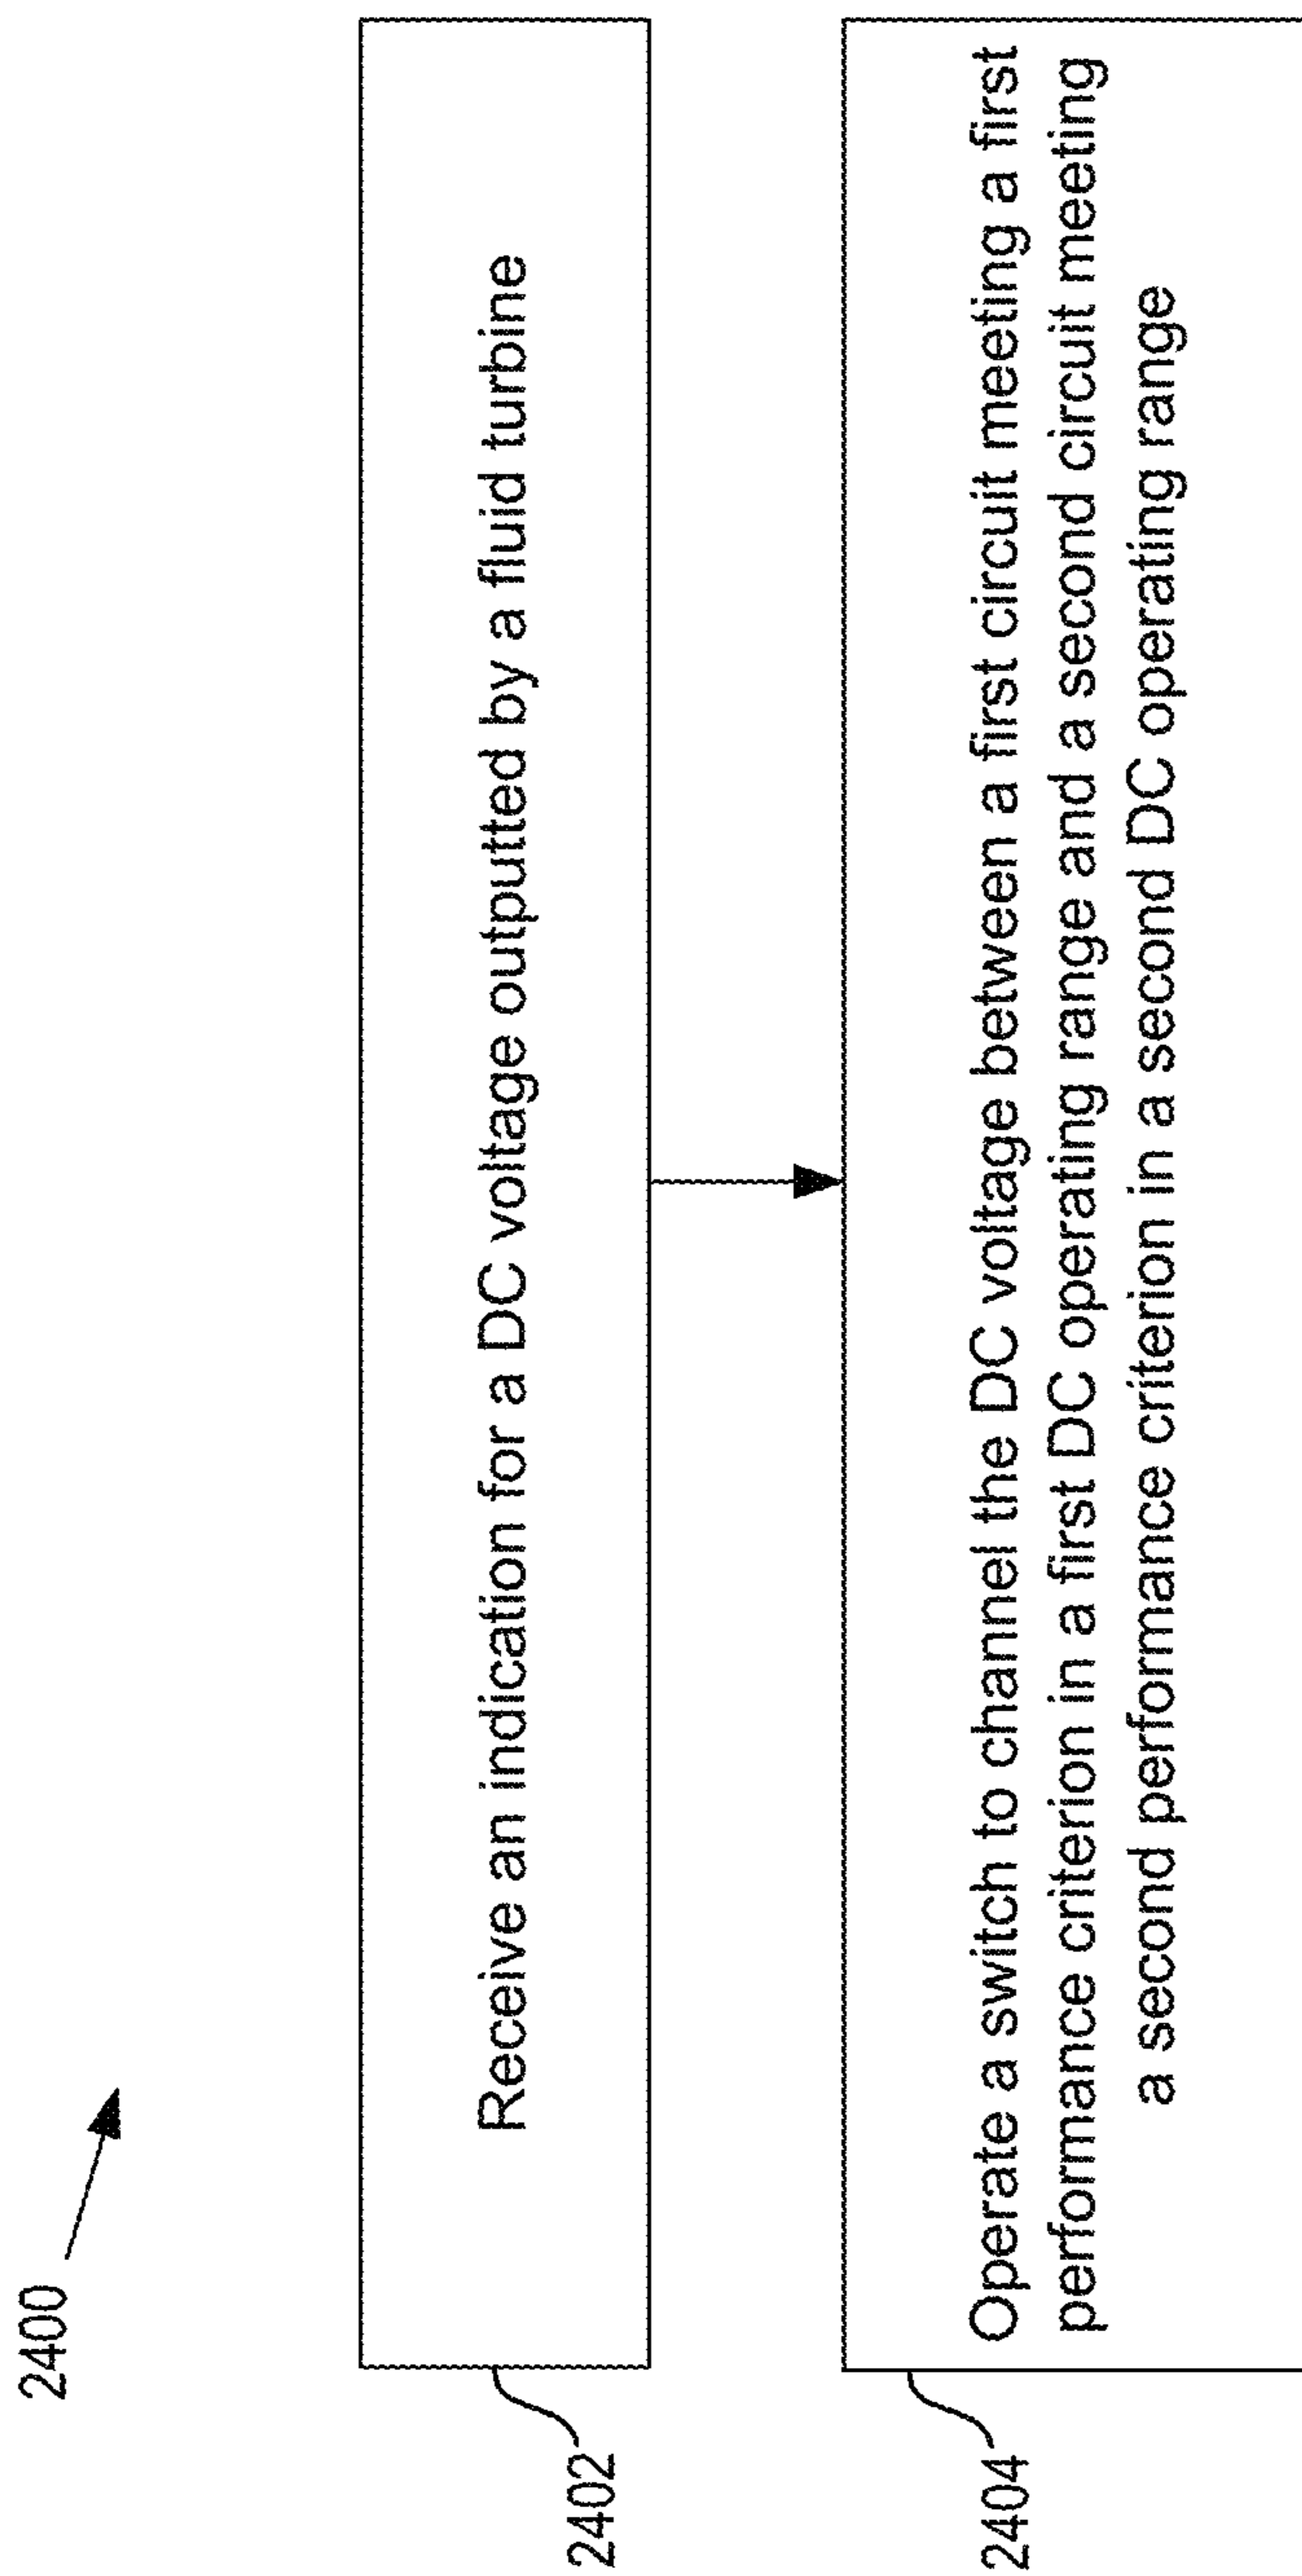 2400
2402
Receive an indication for a DC voltage outputted by a fluid turbine
2404
Operate a switch to channel the DC voltage between a first circuit meeting a first
performance criterion in a first DC operating range and a second circuit meeting
a second performance criterion in a second DC operating range